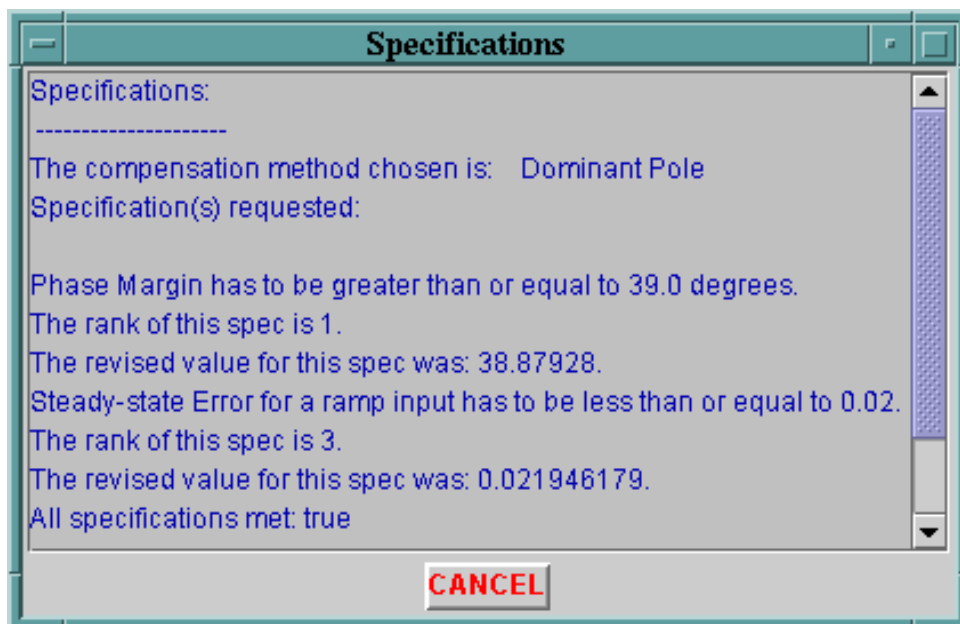 Specifications
Specifications:
---------------------
The compensation method chosen is: Dominant Pole
Specification(s) requested:
Phase Margin has to be greater than or equal to 39.0 degrees.
The rank of this spec is 1.
The revised value for this spec was: 38.87928.
Steady-state Error for a ramp input has to be less than or equal to 0.02.
The rank of this spec is 3.
The revised value for this spec was: 0.021946179.
All specifications met: true
CANCEL